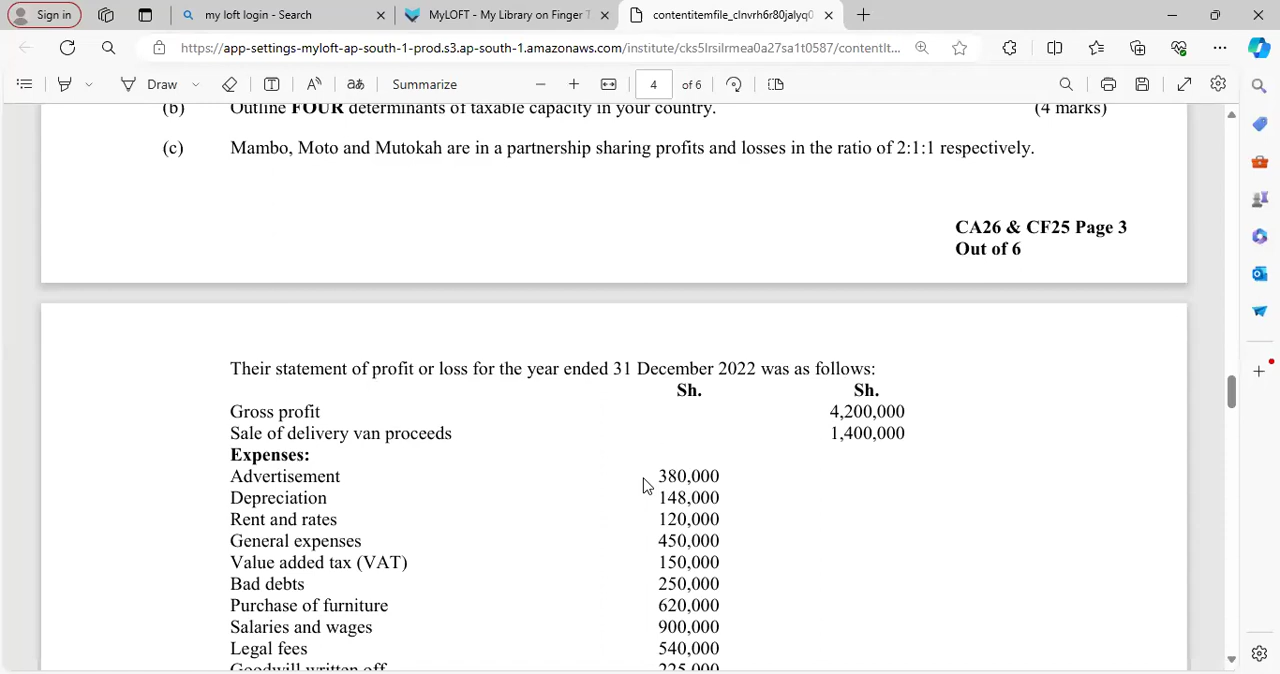 Sign in
my loft login - Search
MyLOFT - My Library on Finger T
contentitemfile_clnvrh6r80jalyq0
https://app-settings-myloft-ap-south-1-prod.s3.ap-south-1.amazonaws.com/institute/cks5lrsilrmea0a27sa1t0587/contentIt...
Draw
aあ
Summarize
4 of 6
(b) Outline FOUR determinants of taxable capacity in your country. (4 marks)
(c) Mambo, Moto and Mutokah are in a partnership sharing profits and losses in the ratio of 2:1:1 respectively.
CA26 & CF25 Page 3
Out of 6
Their statement of profit or loss for the year ended 31 December 2022 was as follows:
Sh. Sh.
Gross profit 4,200,000
Sale of delivery van proceeds 1,400,000
Expenses:
Advertisement 380,000
Depreciation 148,000
Rent and rates 120,000
General expenses 450,000
Value added tax (VAT) 150,000
Bad debts 250,000
Purchase of furniture 620,000
Salaries and wages 900,000
Legal fees 540,000
Goodwill written off 225,000